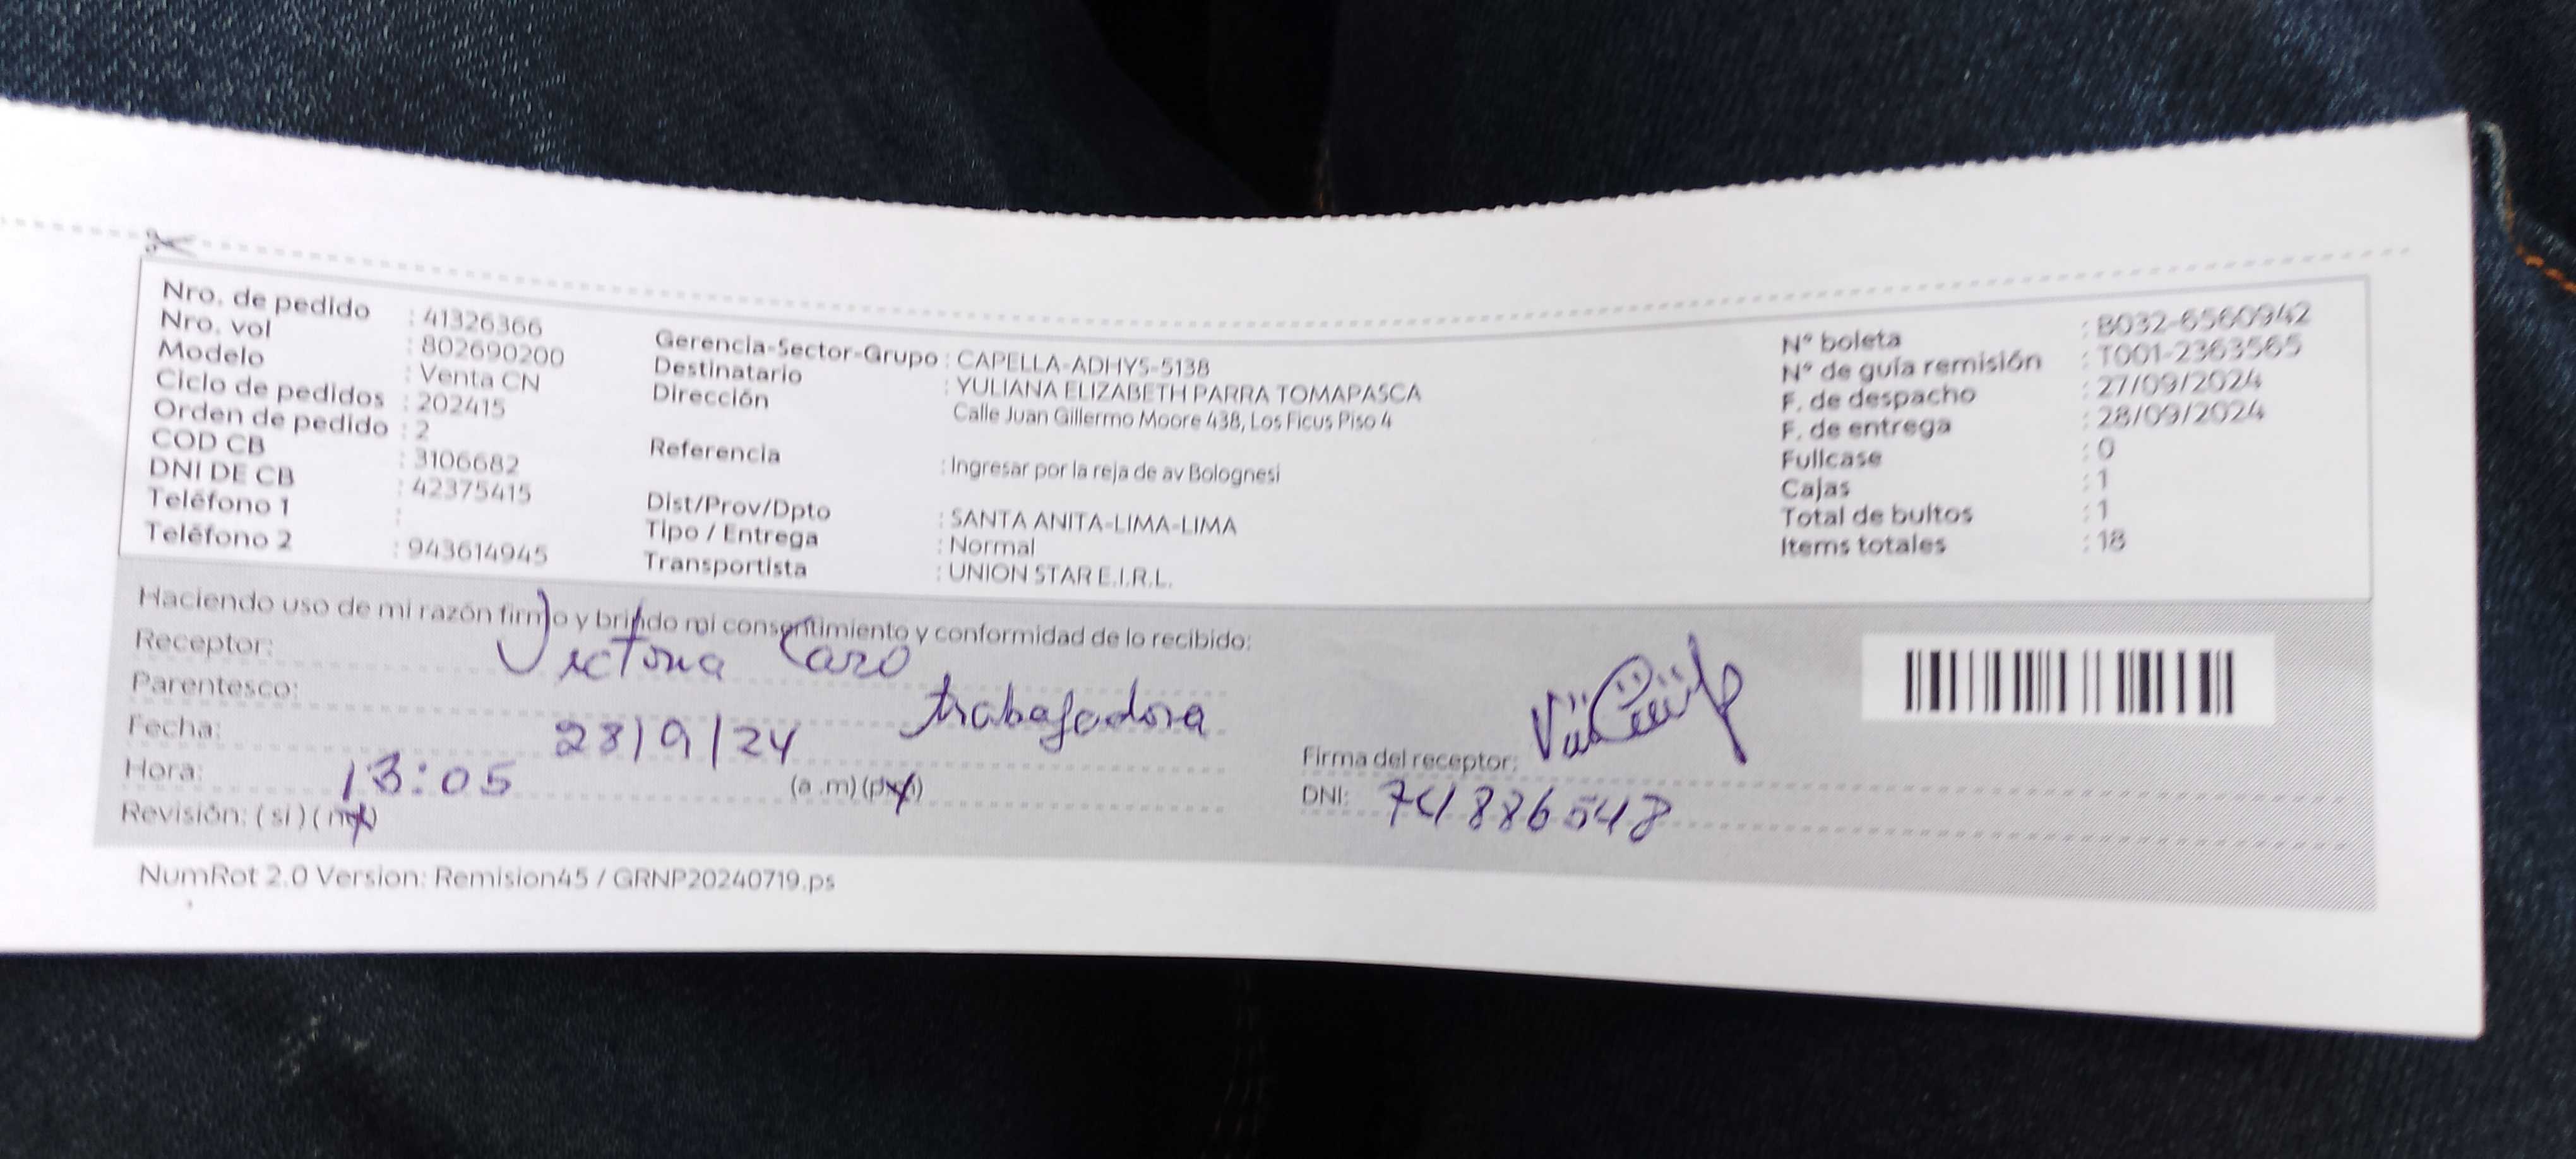 Nro. de pedido : 41326366
Nro. vol : 802690200
Modelo : Venta CN
Ciclo de pedidos : 202415
Orden de pedido : 2
COD CB : 3106682
DNI DE CB : 42375415
Teléfono 1 :
Teléfono 2 : 943614945
Gerencia-Sector-Grupo : CAPELLA-ADHYS-5138
Destinatario : YULIANA ELIZABETH PARRA TOMAPASCA
Dirección Calle Juan Gillermo Moore 438, Los Ficus Piso 4
Referencia : Ingresar por la reja de av Bolognesi
Dist/Prov/Dpto : SANTA ANITA-LIMA-LIMA
Tipo / Entrega : Normal
Transportista : UNION STAR E.I.R.L.
N° boleta : B032-6560942
N° de guía remisión : T001-2363565
F. de despacho : 27/09/2024
F. de entrega : 28/09/2024
Fullcase : 0
Cajas : 1
Total de bultos : 1
Items totales : 18
Haciendo uso de mi razón firmo y brindo mi consentimiento y conformidad de lo recibido:
Receptor: Victoria Caro
Parentesco: trabajadora
Fecha: 28/9/24
Hora: 13:05 (a .m) (p.m)
Revisión: ( si ) ( no )
Firma del receptor:
DNI: 74886548
NumRot 2.0 Version: Remision45 / GRNP20240719.ps